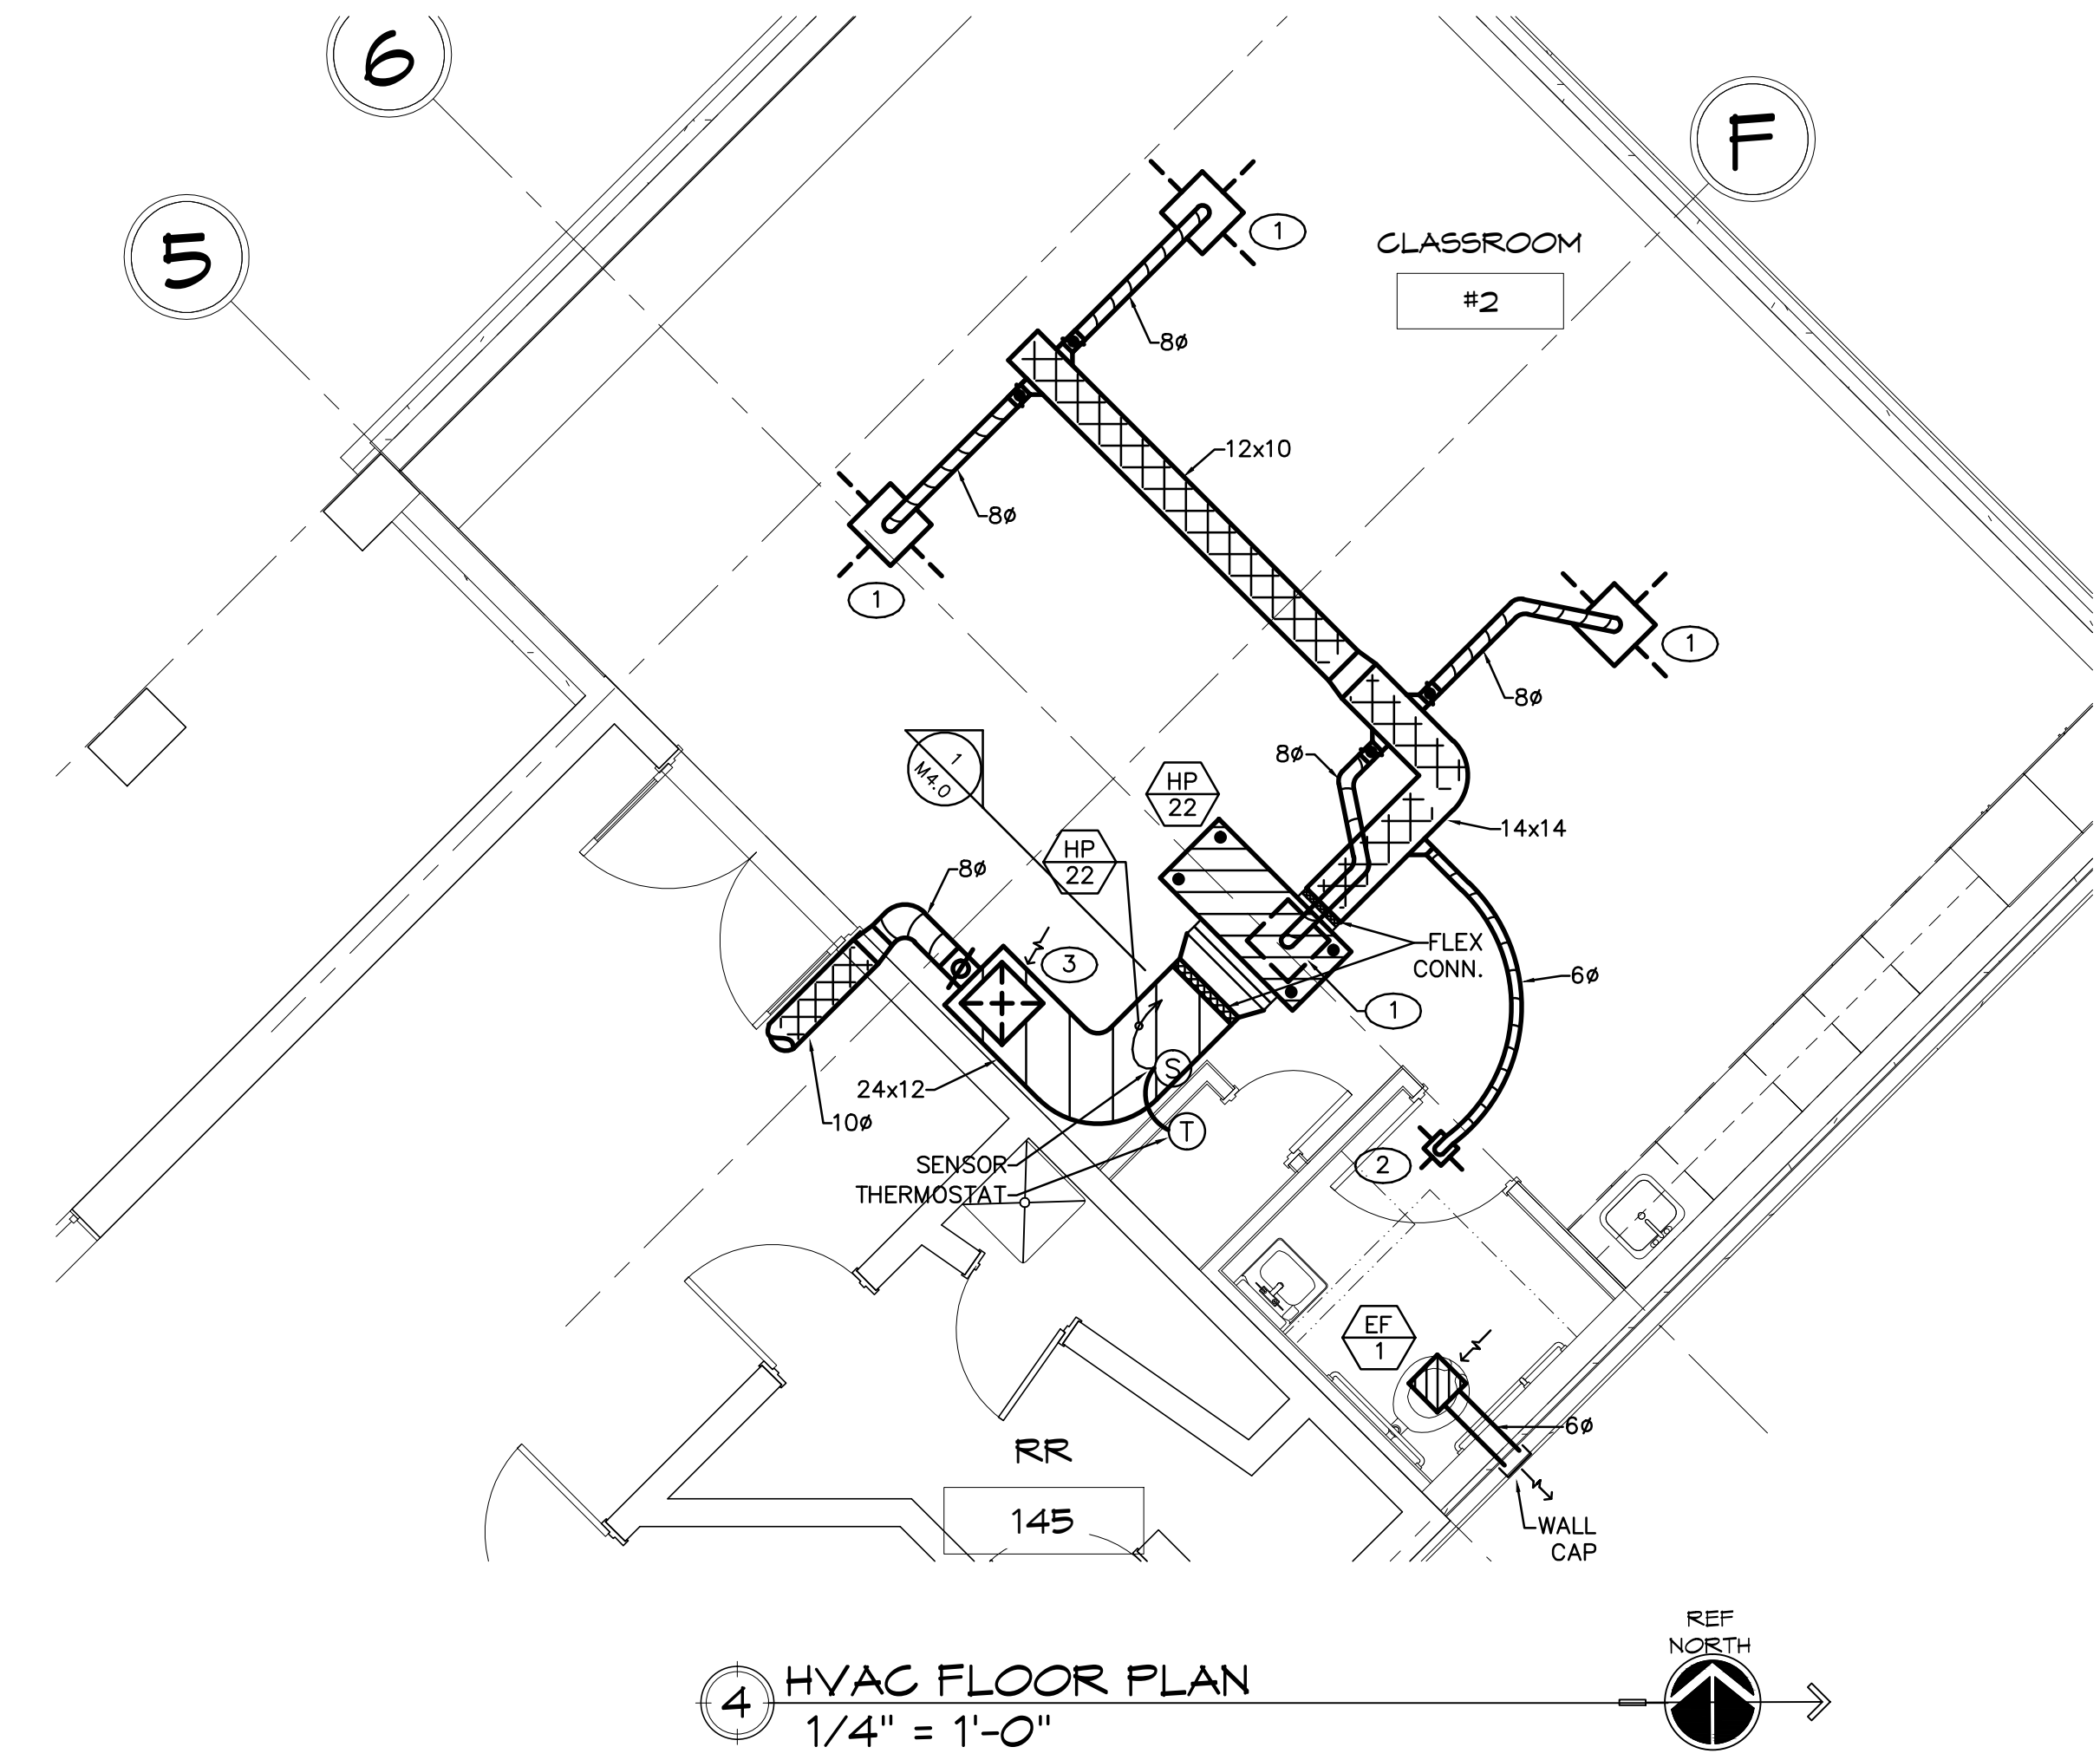 6
F
5
1
CLASSROOM
#2
8ø
12x10
8ø
1
1
8ø
1
M4.0
8ø
HP
22
14x14
HP
22
8ø
3
FLEX
CONN.
6ø
1
24x12
S
10ø
T
SENSOR
2
THERMOSTAT
EF
1
6ø
RR
145
WALL
CAP
REF
NORTH
4
HVAC FLOOR PLAN
1/4" = 1'-0"